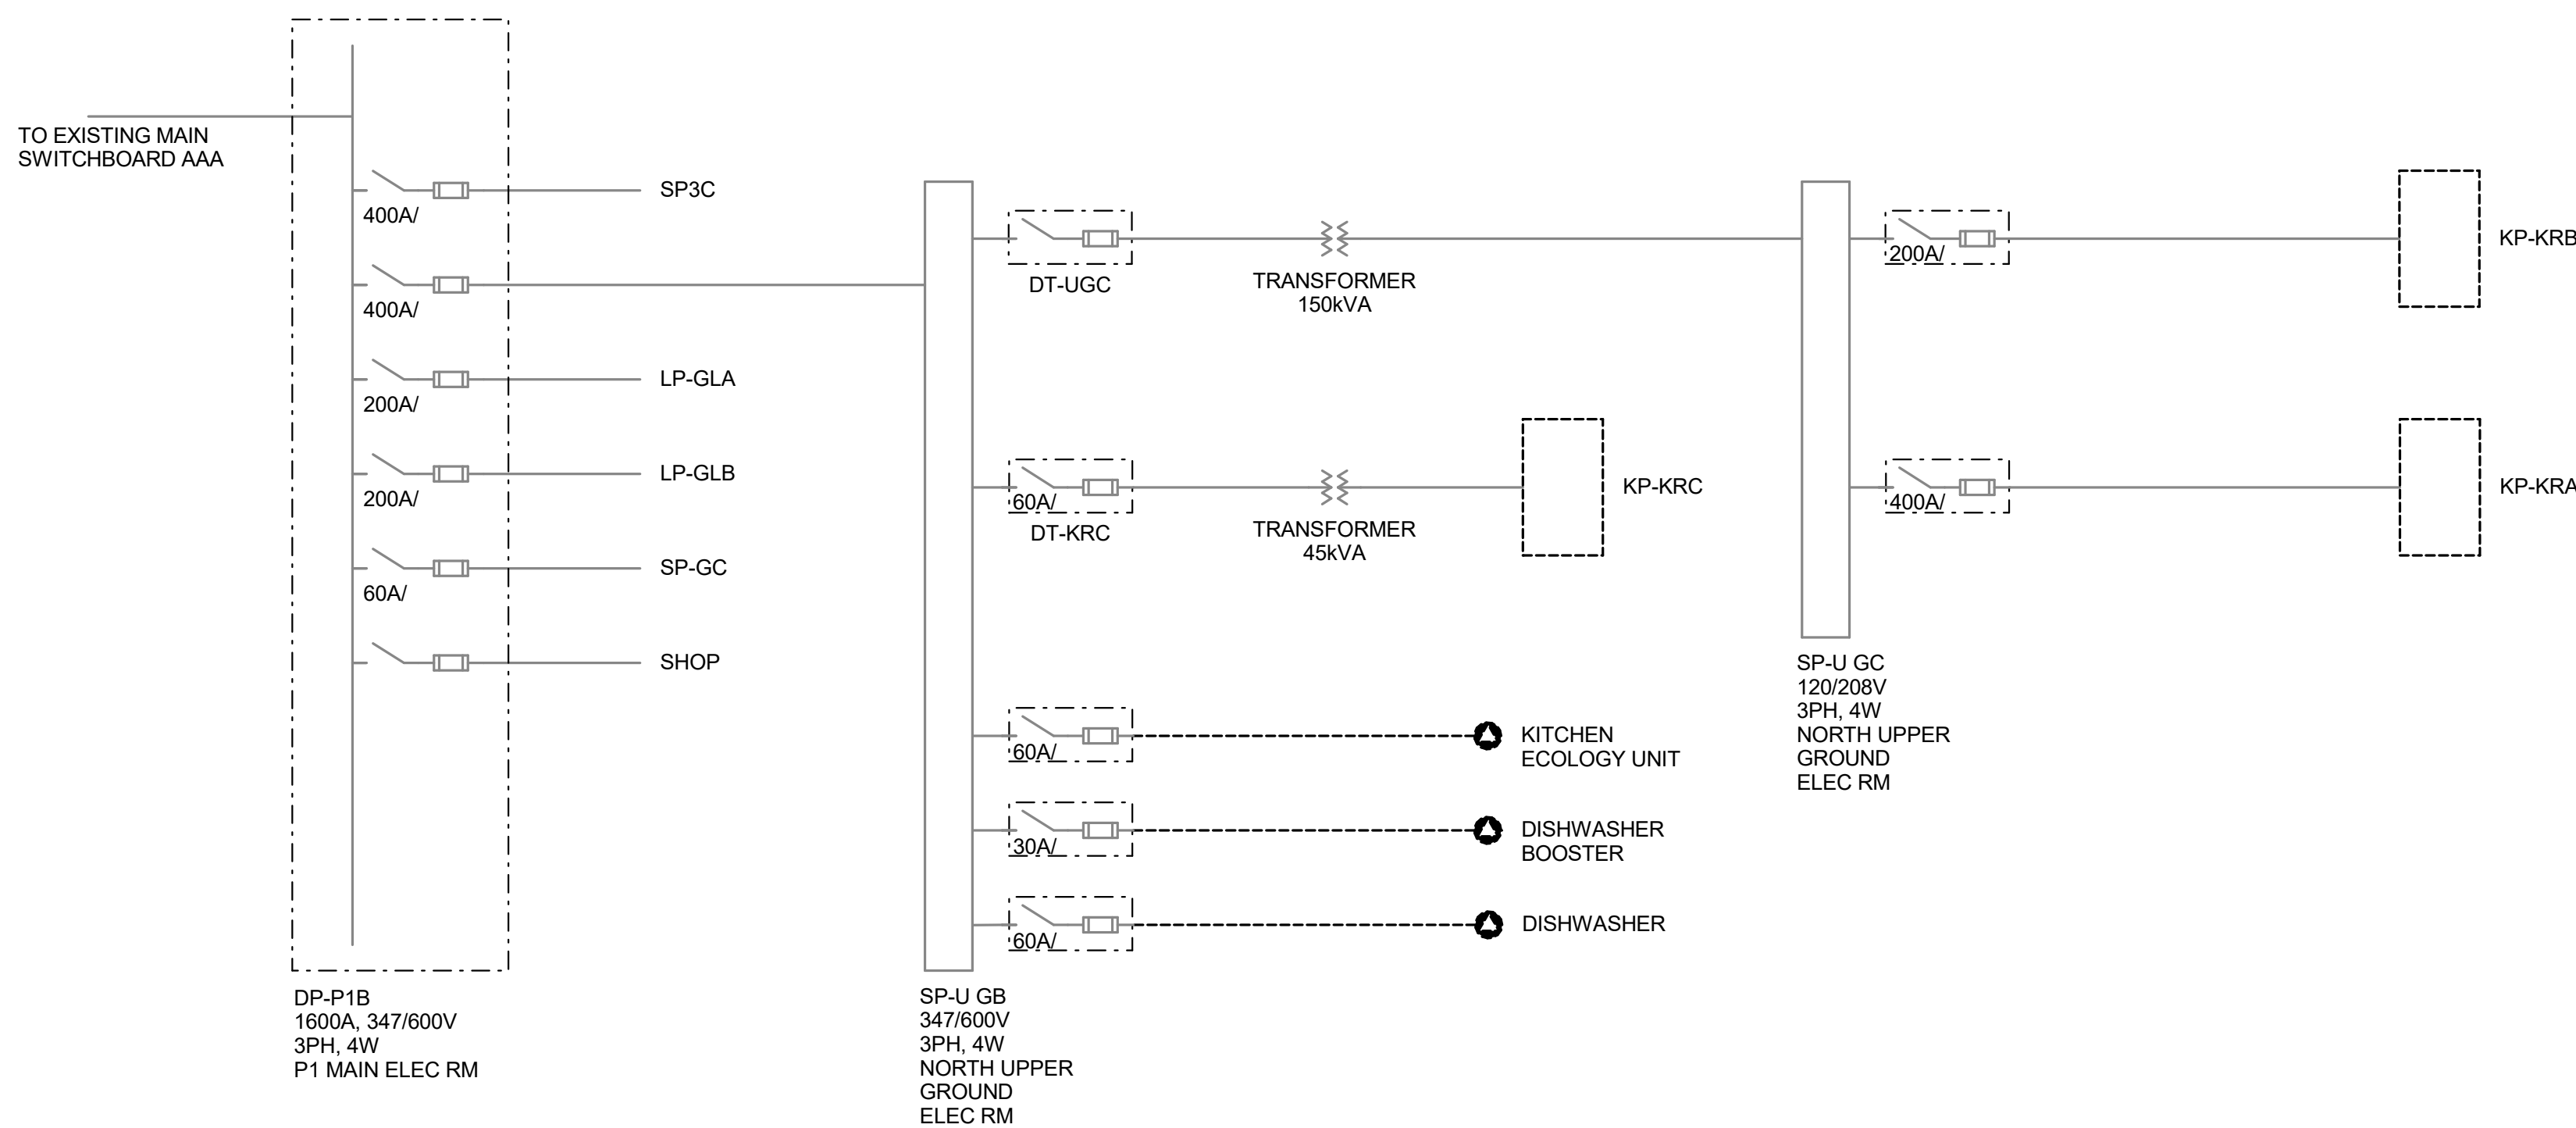 TO EXISTING MAIN
SWITCHBOARD AAA
400A/
SP3C
400A/
200A/
LP-GLA
200A/
LP-GLB
60A/
SP-GC
SHOP
DP-P1B
1600A, 347/600V
3PH, 4W
P1 MAIN ELEC RM
DT-UGC
TRANSFORMER
150kVA
60A/
DT-KRC
TRANSFORMER
45kVA
KP-KRC
60A/
KITCHEN
ECOLOGY UNIT
30A/
DISHWASHER
BOOSTER
60A/
DISHWASHER
SP-U GB
347/600V
3PH, 4W
NORTH UPPER
GROUND
ELEC RM
200A/
KP-KRB
400A/
KP-KRA
SP-U GC
120/208V
3PH, 4W
NORTH UPPER
GROUND
ELEC RM